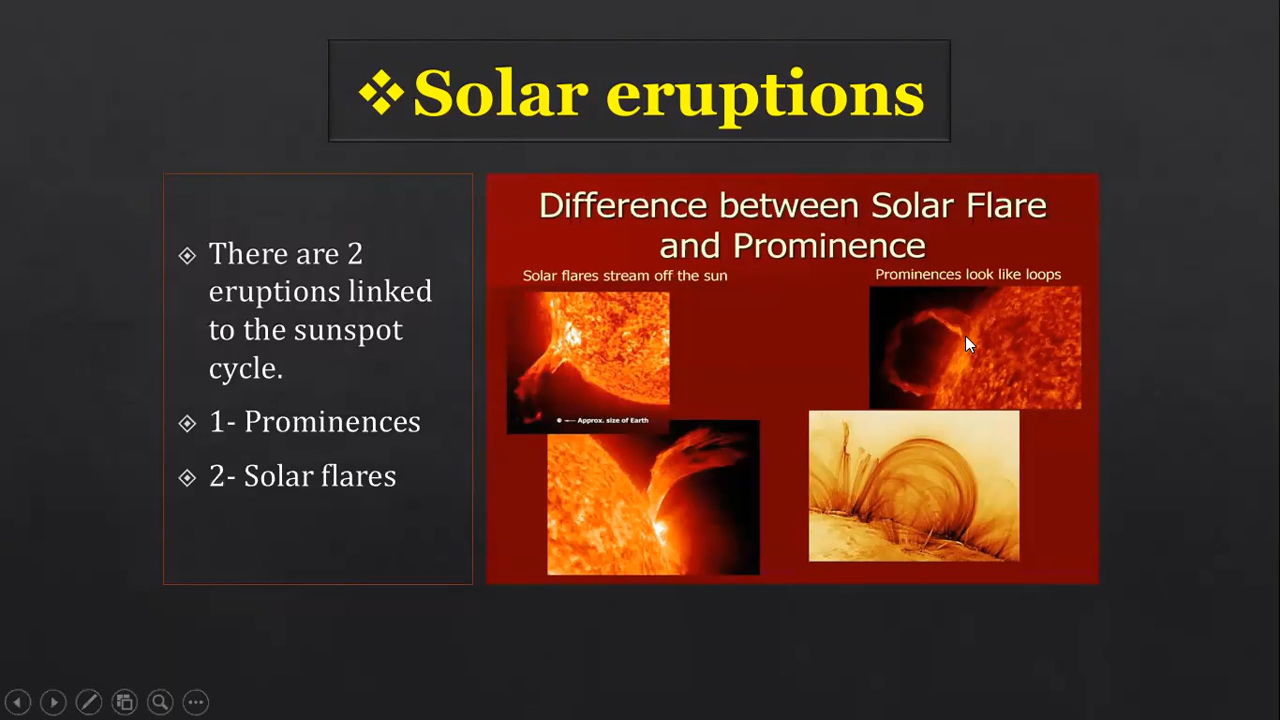 ❖Solar eruptions
There are 2
eruptions linked
to the sunspot
cycle.
1- Prominences
2- Solar flares
Difference between Solar Flare
and Prominence
Solar flares stream off the sun
Prominences look like loops
Approx. size of Earth